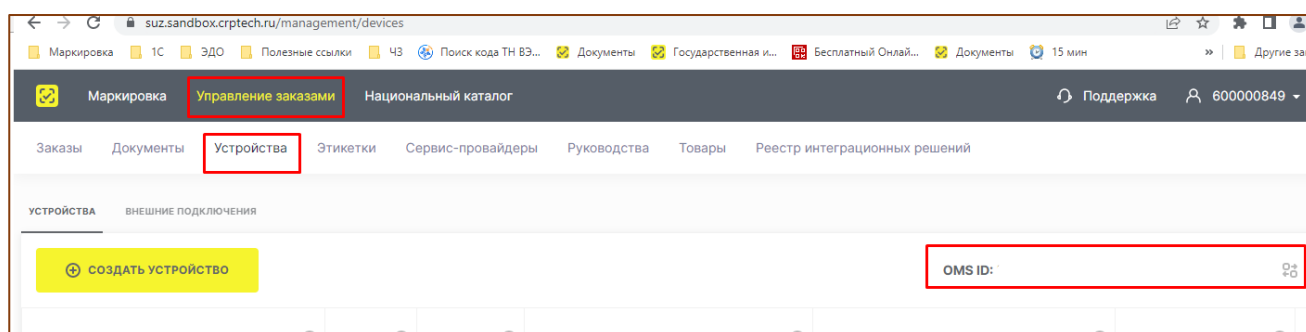 suz.sandbox.crptech.ru/management/devices
Маркировка 1С ЭДО Полезные ссылки ЧЗ Поиск кода ТН ВЭ... Документы Государственная и... Бесплатный Онлай... Документы 15 мин » Другие за
Маркировка Управление заказами Национальный каталог Поддержка 600000849
Заказы Документы Устройства Этикетки Сервис-провайдеры Руководства Товары Реестр интеграционных решений
УСТРОЙСТВА ВНЕШНИЕ ПОДКЛЮЧЕНИЯ
СОЗДАТЬ УСТРОЙСТВО OMS ID: